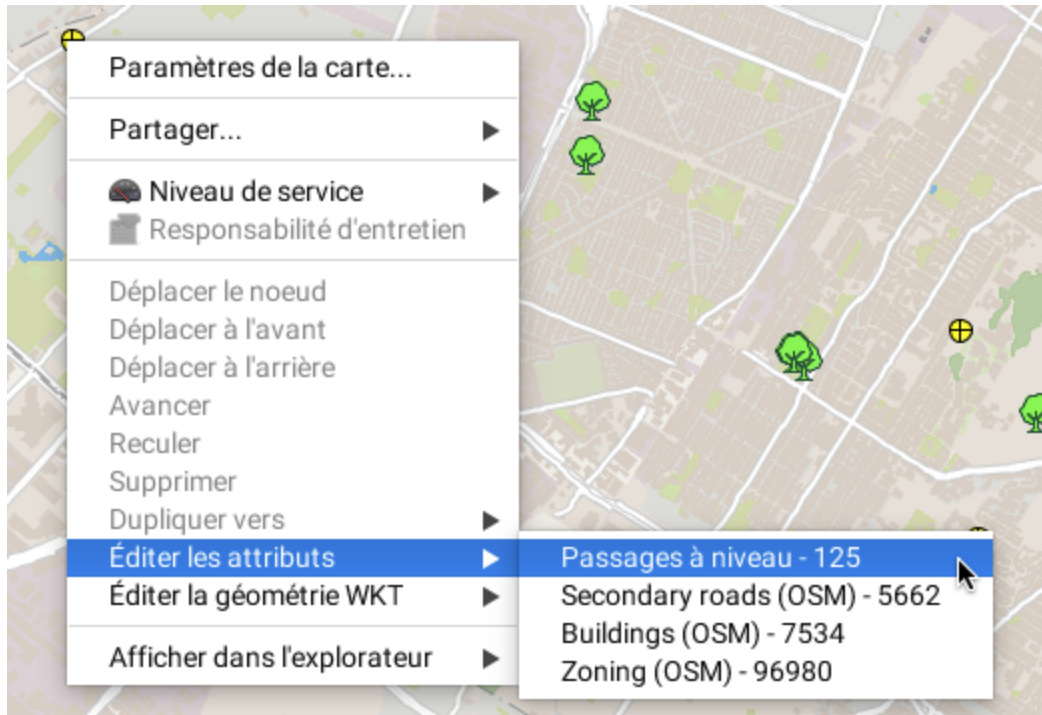 Paramètres de la carte...
Partager...
Niveau de service
Responsabilité d'entretien
Déplacer le noeud
Déplacer à l'avant
Déplacer à l'arrière
Avancer
Reculer
Supprimer
Dupliquer vers
Éditer les attributs
Éditer la géométrie WKT
Afficher dans l'explorateur
Passages à niveau - 125
Secondary roads (OSM) - 5662
Buildings (OSM) - 7534
Zoning (OSM) - 96980